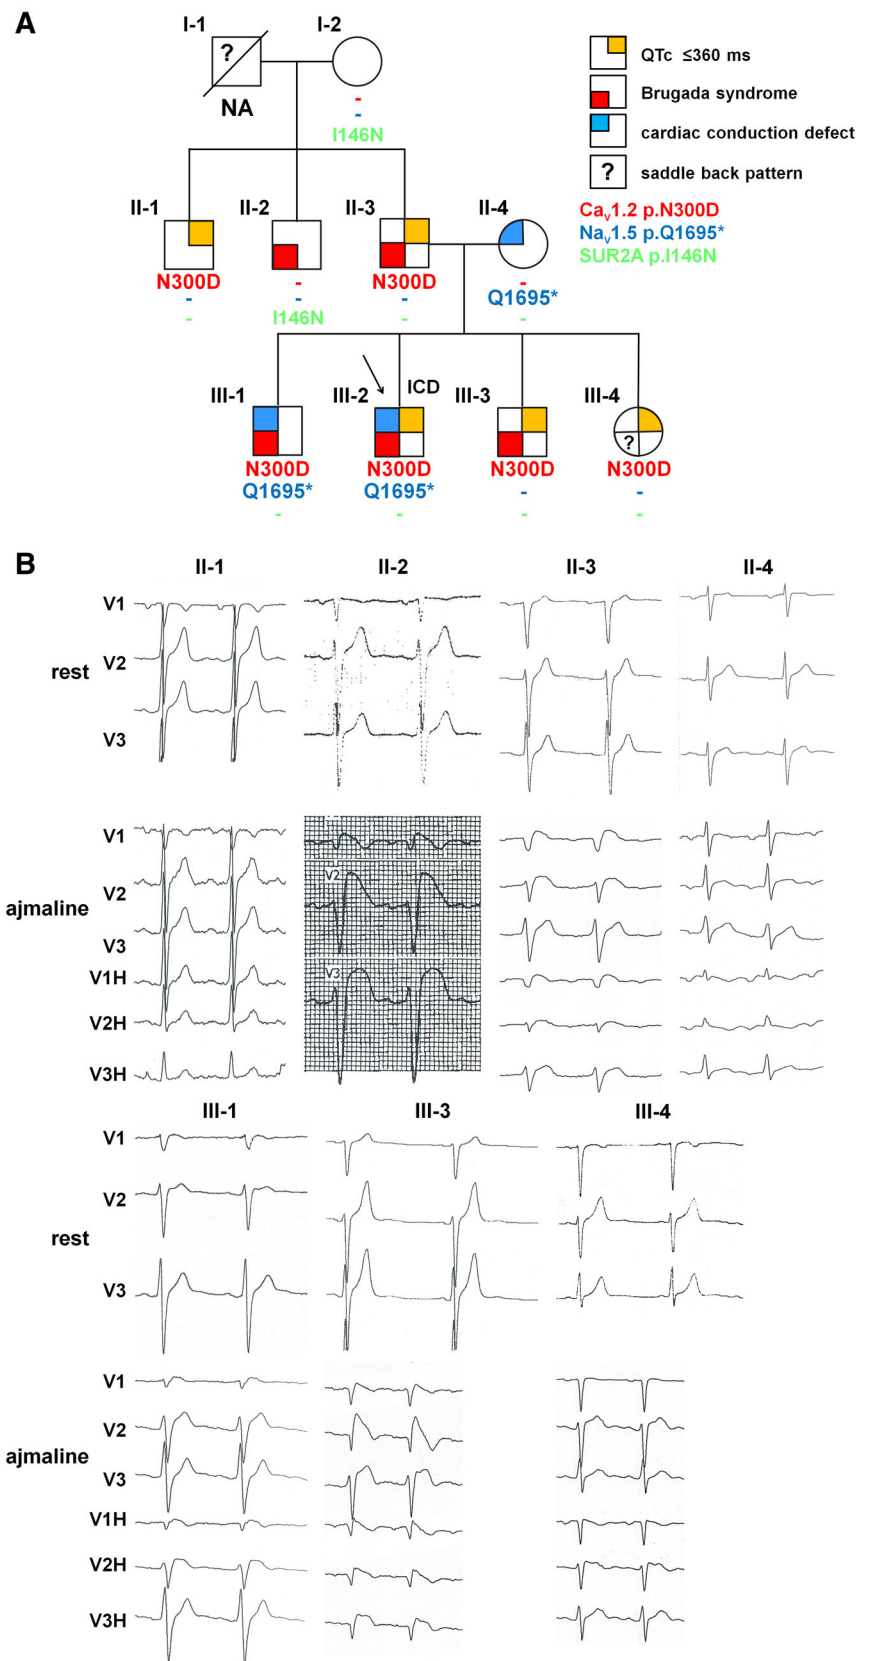 A
I-1
I-2
?
NA
-
-
I146N
QTc ≤360 ms
Brugada syndrome
cardiac conduction defect
? saddle back pattern
Cav1.2 p.N300D
Nav1.5 p.Q1695*
SUR2A p.I146N
II-1
II-2
II-3
II-4
N300D
-
-
-
-
I146N
N300D
-
-
-
Q1695*
-
III-1
III-2
ICD
III-3
III-4
?
N300D
Q1695*
-
N300D
Q1695*
-
N300D
-
-
N300D
-
-
B
II-1
II-2
II-3
II-4
rest
V1
V2
V3
ajmaline
V1
V2
V3
V1H
V2H
V3H
V2
V3
III-1
III-3
III-4
rest
V1
V2
V3
ajmaline
V1
V2
V3
V1H
V2H
V3H